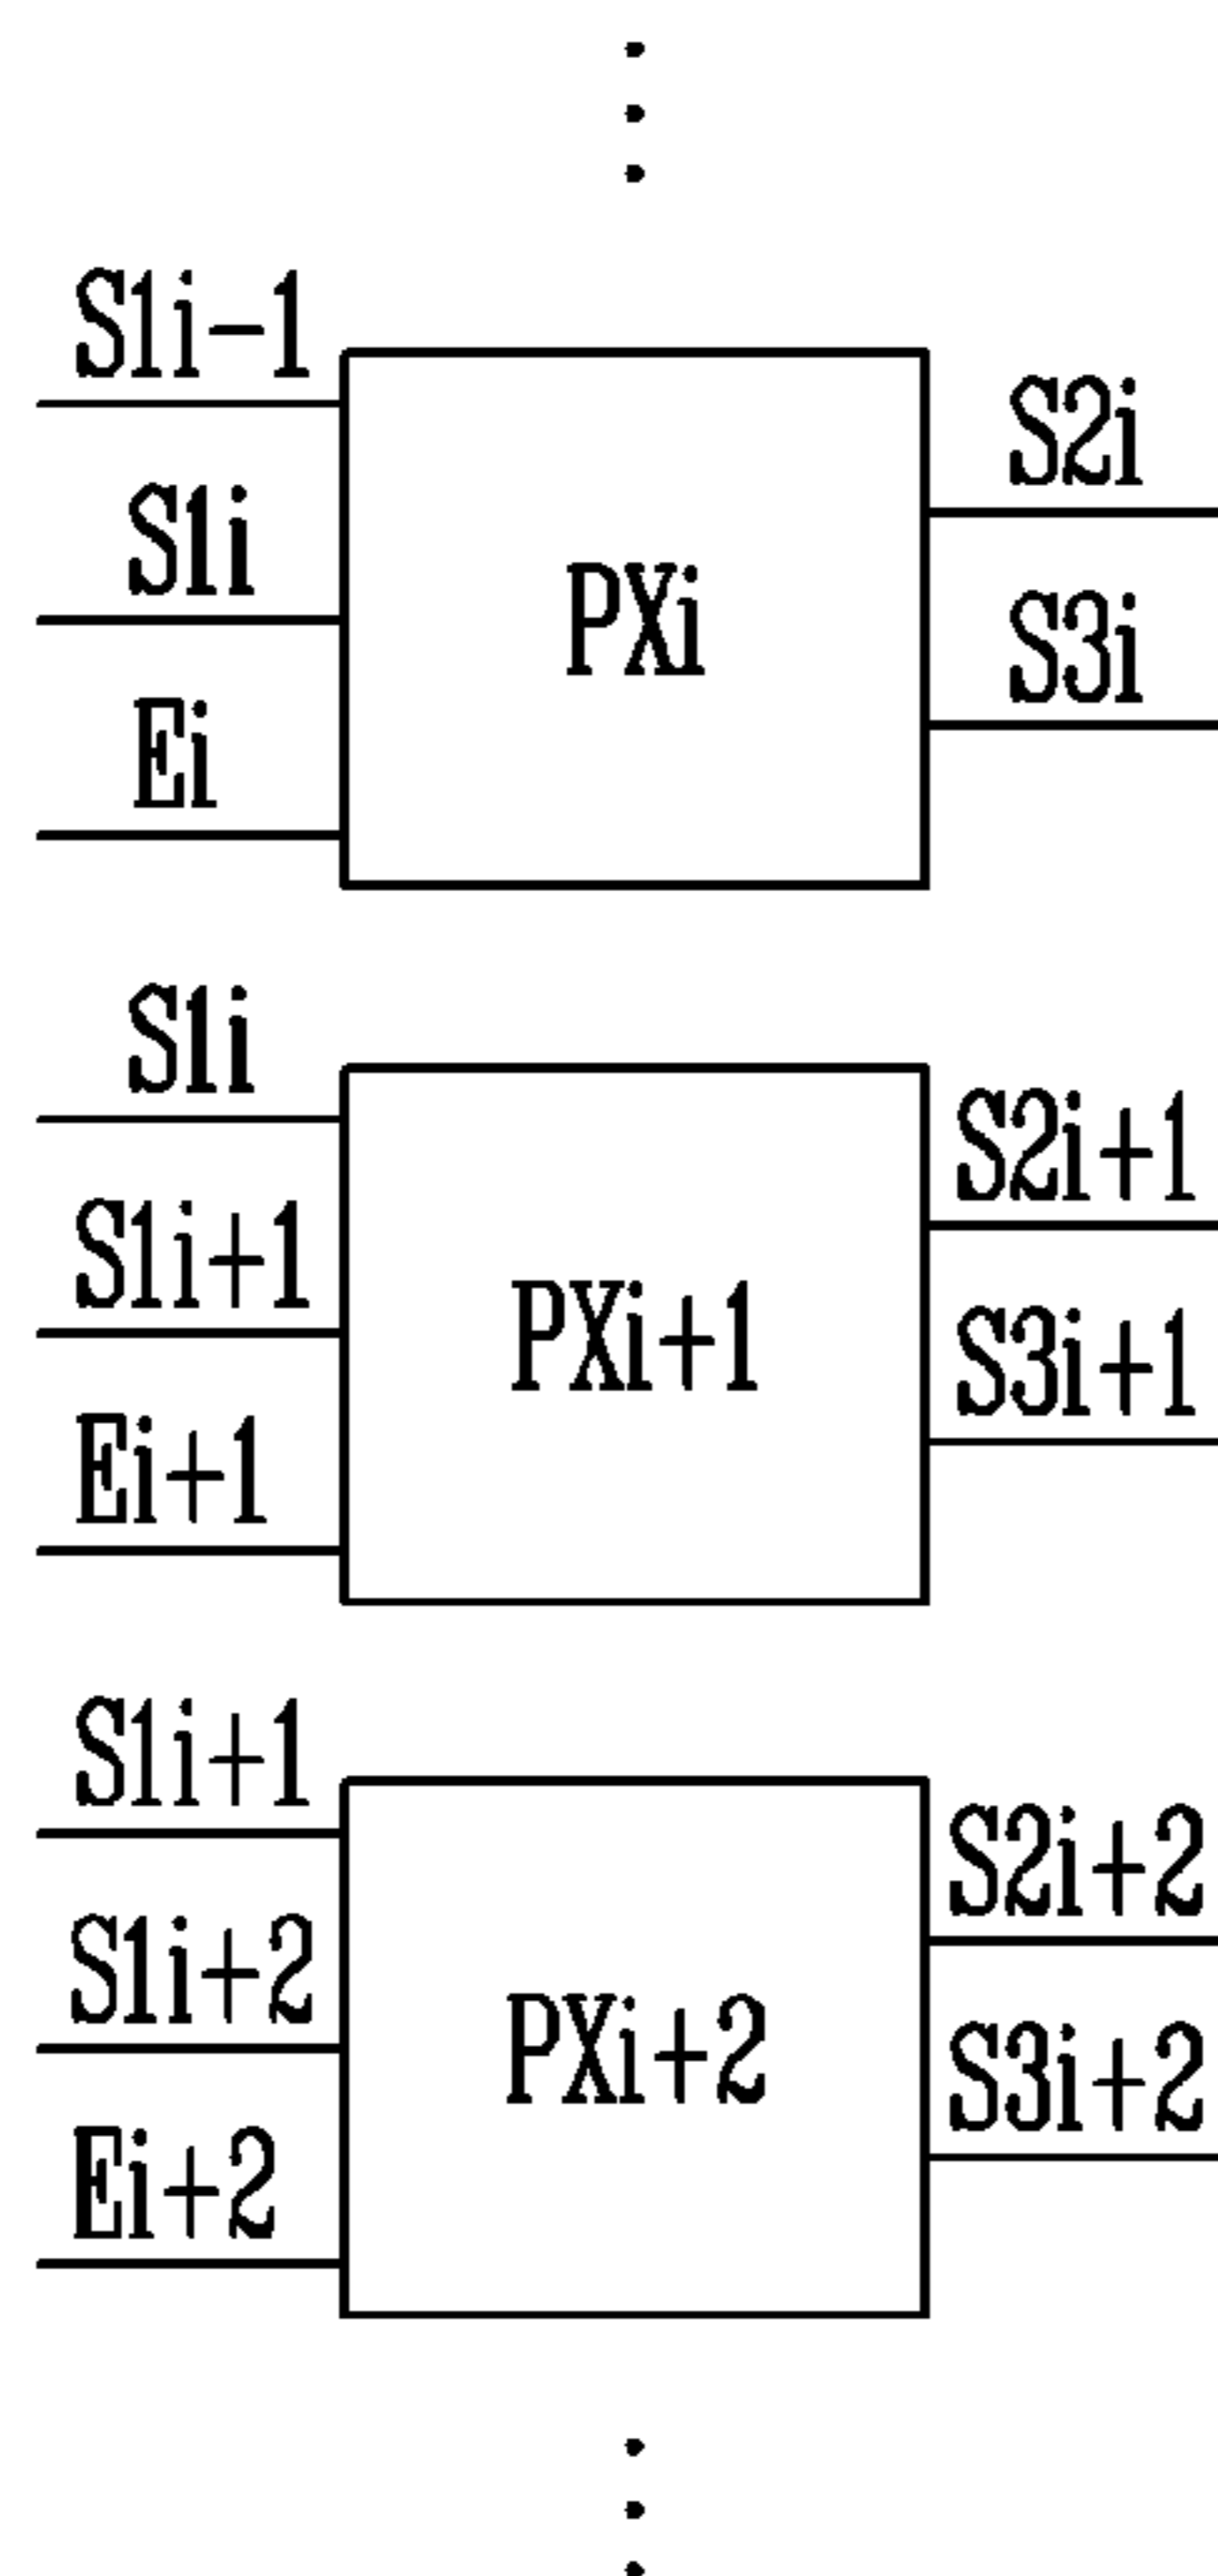 S1i-1
S2i
S1i
PXi
S3i
Ei
S1i
S2i+1
S1i+1
PXi+1
S3i+1
Ei+1
S1i+1
S2i+2
S1i+2
PXi+2
S3i+2
Ei+2